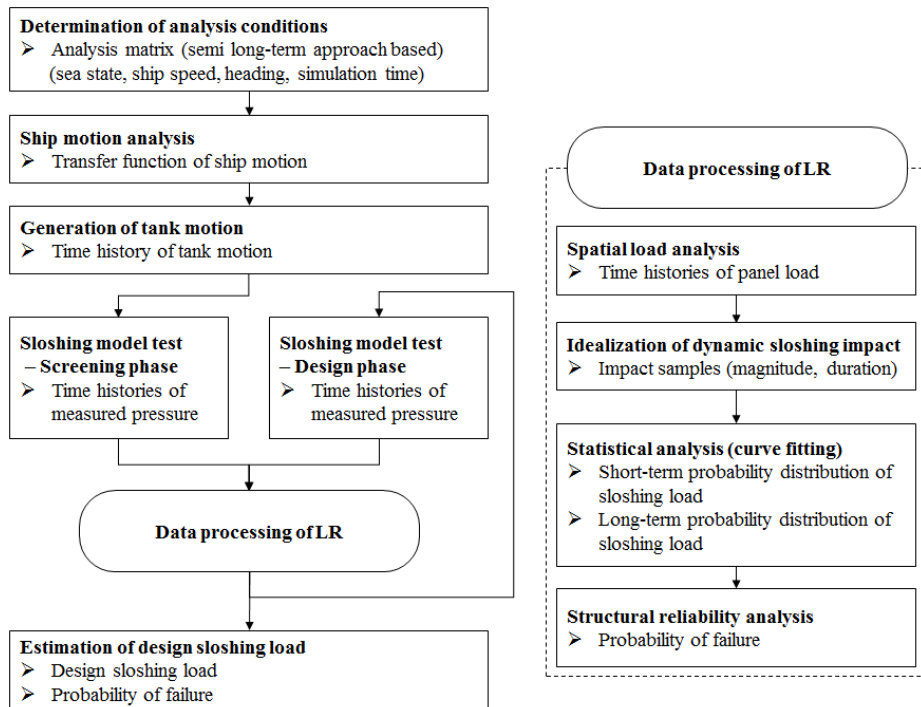 Determination of analysis conditions
➢ Analysis matrix (semi long-term approach based)
(sea state, ship speed, heading, simulation time)
Ship motion analysis
➢ Transfer function of ship motion
Generation of tank motion
➢ Time history of tank motion
Sloshing model test
– Screening phase
➢ Time histories of
measured pressure
Sloshing model test
– Design phase
➢ Time histories of
measured pressure
Data processing of LR
Estimation of design sloshing load
➢ Design sloshing load
➢ Probability of failure
Data processing of LR
Spatial load analysis
➢ Time histories of panel load
Idealization of dynamic sloshing impact
➢ Impact samples (magnitude, duration)
Statistical analysis (curve fitting)
➢ Short-term probability distribution of
sloshing load
➢ Long-term probability distribution of
sloshing load
Structural reliability analysis
➢ Probability of failure